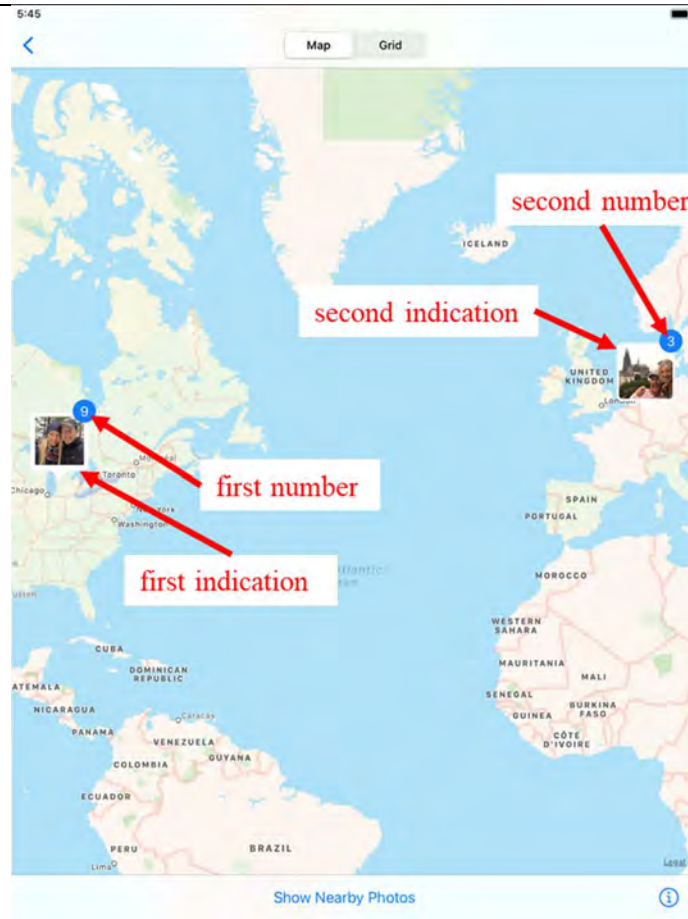 5:45
Map Grid
second number
ICELAND
second indication
3
UNITED
KINGDOM
9
Toronto
first number
Chicago
SPAIN
PORTUGAL
Washington
first indication
MOROCCO
WESTERN
SAHARA
CUBA
DOMINICAN
REPUBLIC
MAURITANIA
MALI
ATEMALA
SENEGAL
BURKINA
FASO
NICARAGUA
Caracas
GUINEA
PANAMA
VENEZUELA
CÔTE
D'IVOIRE
GUYANA
COLOMBIA
ECUADOR
PERU
BRAZIL
Lima
Legal
Show Nearby Photos